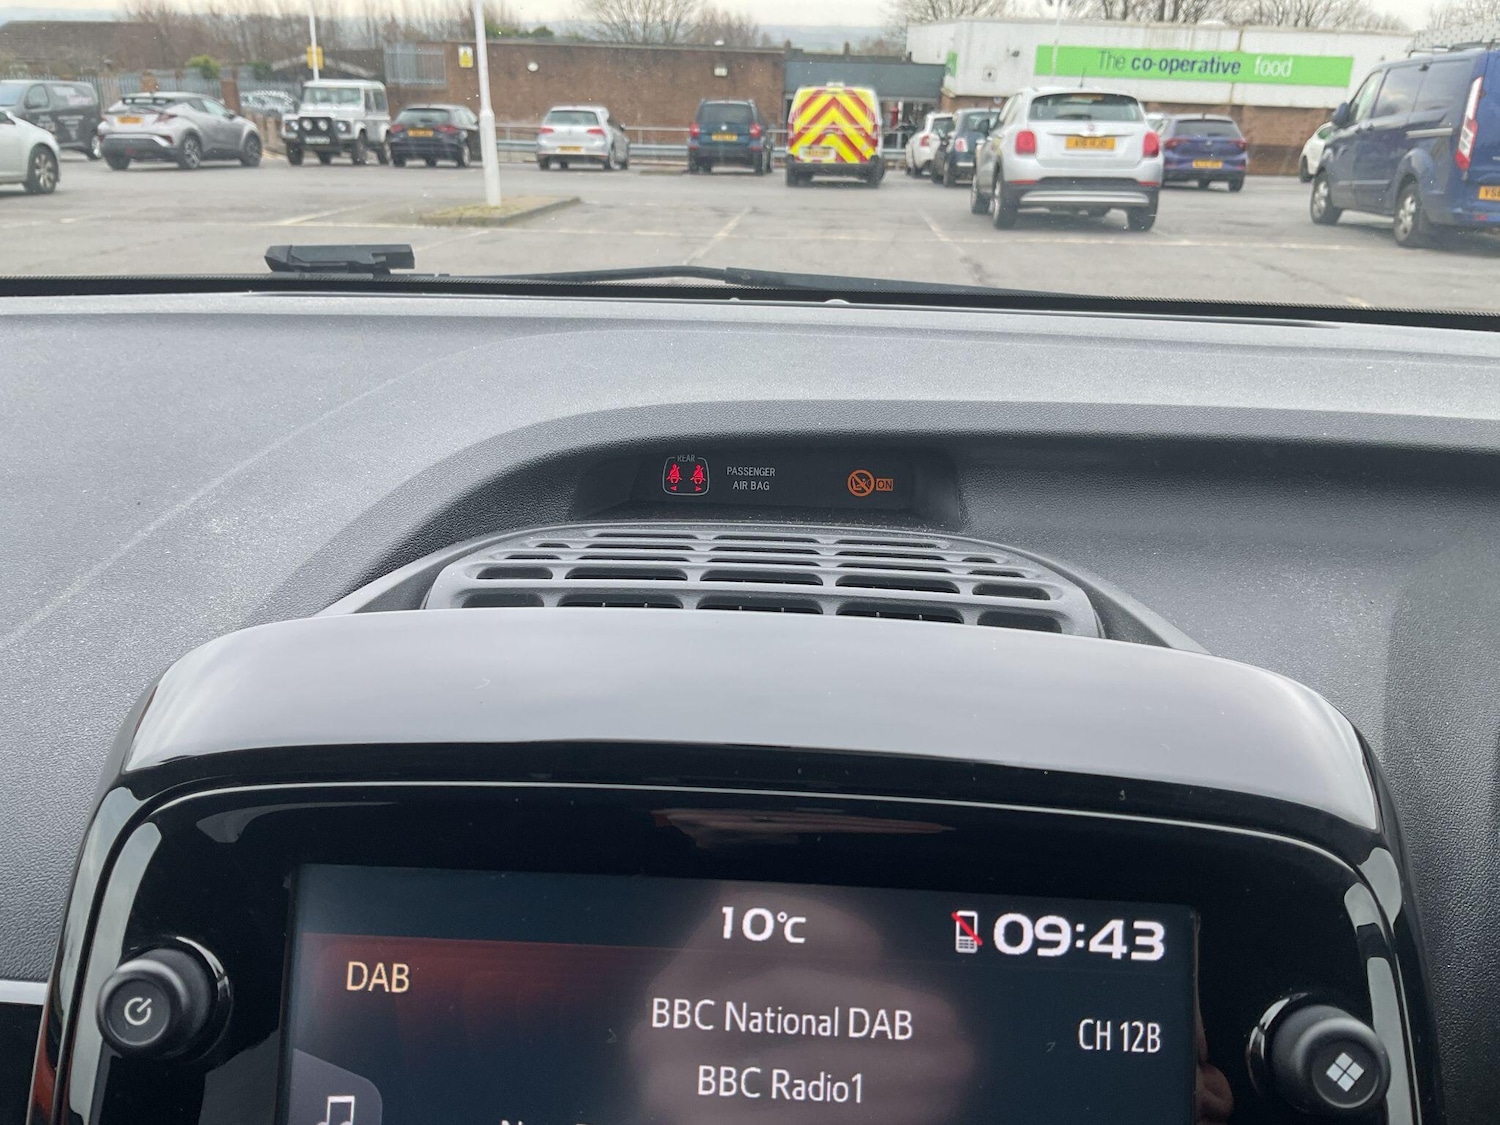 The co-operative food
REAR
PASSENGER
AIR BAG
ON
10°C
09:43
DAB
BBC National DAB
CH 12B
BBC Radio1